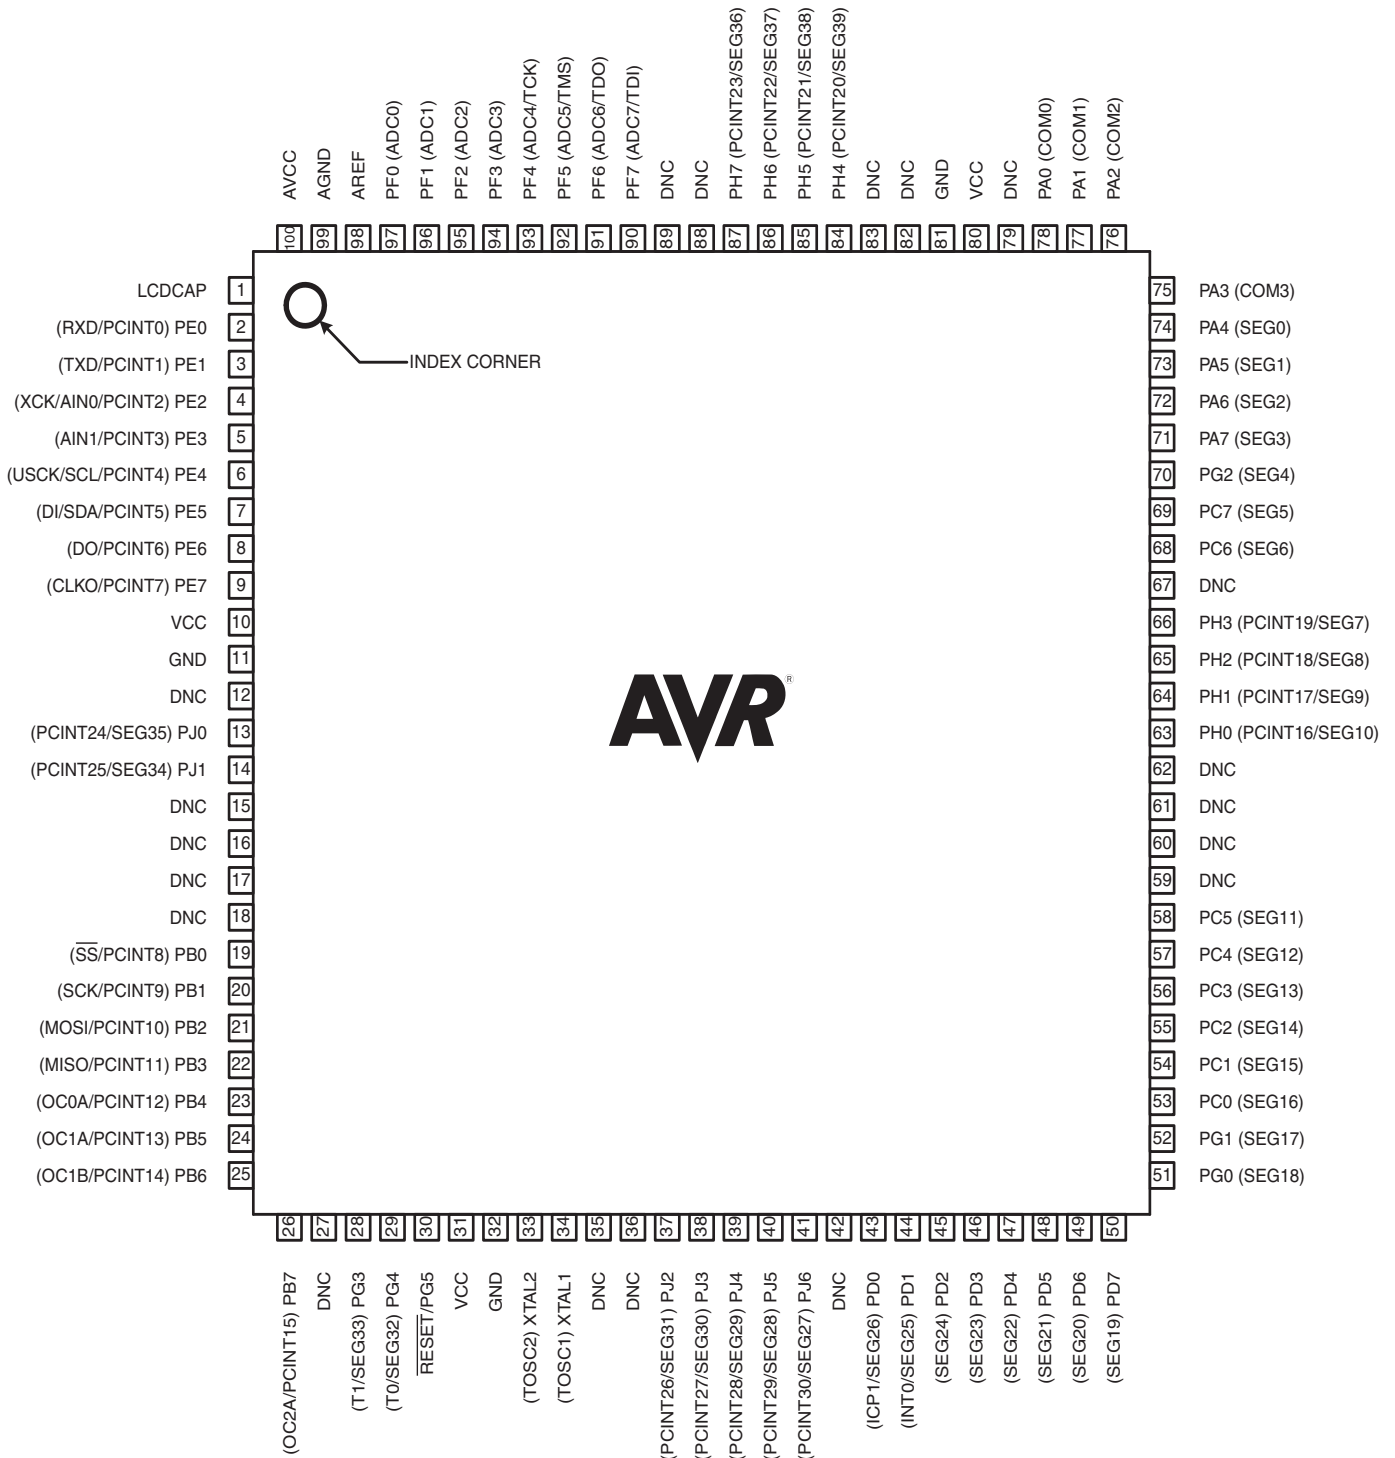 AVCC
AGND
AREF
PF0 (ADC0)
PF1 (ADC1)
PF2 (ADC2)
PF3 (ADC3)
PF4 (ADC4/TCK)
PF5 (ADC5/TMS)
PF6 (ADC6/TDO)
PF7 (ADC7/TDI)
DNC
DNC
PH7 (PCINT23/SEG36)
PH6 (PCINT22/SEG37)
PH5 (PCINT21/SEG38)
PH4 (PCINT20/SEG39)
DNC
DNC
GND
VCC
DNC
PA0 (COM0)
PA1 (COM1)
PA2 (COM2)
100
99
98
97
96
95
94
93
92
91
90
89
88
87
86
85
84
83
82
81
80
79
78
77
76
LCDCAP 1
(RXD/PCINT0) PE0 2
(TXD/PCINT1) PE1 3
(XCK/AIN0/PCINT2) PE2 4
(AIN1/PCINT3) PE3 5
(USCK/SCL/PCINT4) PE4 6
(DI/SDA/PCINT5) PE5 7
(DO/PCINT6) PE6 8
(CLKO/PCINT7) PE7 9
VCC 10
GND 11
DNC 12
(PCINT24/SEG35) PJ0 13
(PCINT25/SEG34) PJ1 14
DNC 15
DNC 16
DNC 17
DNC 18
(SS/PCINT8) PB0 19
(SCK/PCINT9) PB1 20
(MOSI/PCINT10) PB2 21
(MISO/PCINT11) PB3 22
(OC0A/PCINT12) PB4 23
(OC1A/PCINT13) PB5 24
(OC1B/PCINT14) PB6 25
INDEX CORNER
AVR®
75 PA3 (COM3)
74 PA4 (SEG0)
73 PA5 (SEG1)
72 PA6 (SEG2)
71 PA7 (SEG3)
70 PG2 (SEG4)
69 PC7 (SEG5)
68 PC6 (SEG6)
67 DNC
66 PH3 (PCINT19/SEG7)
65 PH2 (PCINT18/SEG8)
64 PH1 (PCINT17/SEG9)
63 PH0 (PCINT16/SEG10)
62 DNC
61 DNC
60 DNC
59 DNC
58 PC5 (SEG11)
57 PC4 (SEG12)
56 PC3 (SEG13)
55 PC2 (SEG14)
54 PC1 (SEG15)
53 PC0 (SEG16)
52 PG1 (SEG17)
51 PG0 (SEG18)
26
27
28
29
30
31
32
33
34
35
36
37
38
39
40
41
42
43
44
45
46
47
48
49
50
(OC2A/PCINT15) PB7
DNC
(T1/SEG33) PG3
(T0/SEG32) PG4
RESET/PG5
VCC
GND
(TOSC2) XTAL2
(TOSC1) XTAL1
DNC
DNC
(PCINT26/SEG31) PJ2
(PCINT27/SEG30) PJ3
(PCINT28/SEG29) PJ4
(PCINT29/SEG28) PJ5
(PCINT30/SEG27) PJ6
DNC
(ICP1/SEG26) PD0
(INT0/SEG25) PD1
(SEG24) PD2
(SEG23) PD3
(SEG22) PD4
(SEG21) PD5
(SEG20) PD6
(SEG19) PD7